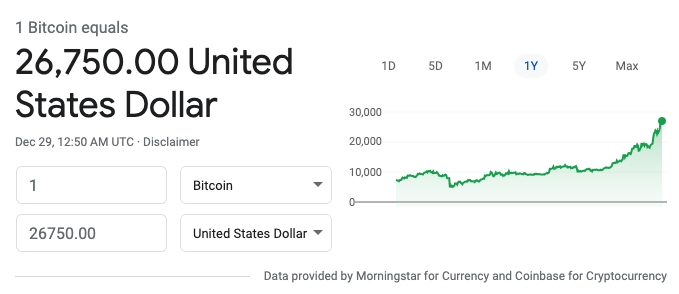 1 Bitcoin equals
26,750.00 United
States Dollar
Dec 29, 12:50 AM UTC · Disclaimer
1 Bitcoin
26750.00 United States Dollar
1D 5D 1M 1Y 5Y Max
30,000
20,000
10,000
0
Data provided by Morningstar for Currency and Coinbase for Cryptocurrency